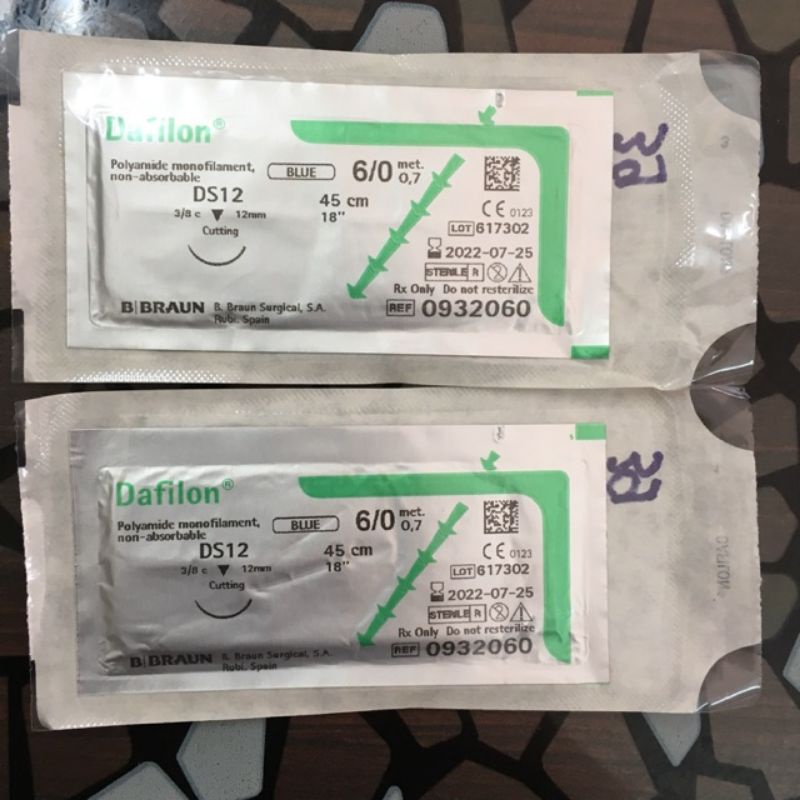 Dafilon®
Polyamide monofilament,
non-absorbable
BLUE
6/0 met.
0,7
DS12
3/8 c 12mm
Cutting
45 cm
18"
CE 0123
LOT 617302
2022-07-25
STERILE R
Rx Only Do not resterilize
REF 0932060
B|BRAUN B. Braun Surgical, S.A.
Rubi. Spain
Dafilon®
Polyamide monofilament,
non-absorbable
BLUE
6/0 met.
0,7
DS12
3/8 c 12mm
Cutting
45 cm
18"
CE 0123
LOT 617302
2022-07-25
STERILE R
Rx Only Do not resterilize
REF 0932060
B|BRAUN B. Braun Surgical, S.A.
Rubi. Spain
DAFILON®